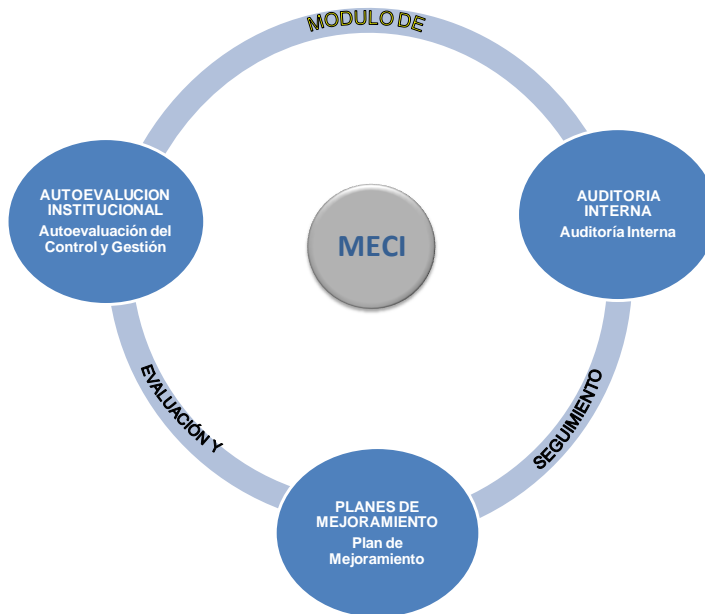 MODULO DE
AUTOEVALUCION
INSTITUCIONAL
Autoevaluación del
Control y Gestión
MECI
AUDITORIA
INTERNA
Auditoría Interna
EVALUACIÓN Y
SEGUIMIENTO
PLANES DE
MEJORAMIENTO
Plan de
Mejoramiento